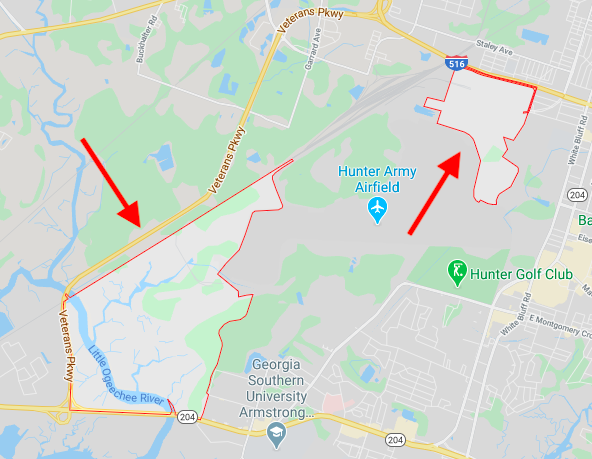 Veterans Pkwy
Buckhalter Rd
Garrard Ave
Staley Ave
516
White Bluff Rd
Veterans Pkwy
Hunter Army
Airfield
204
Ba
Eise
Hunter Golf Club
White Bluff Rd
E Montgomery Cro
Veterans Pkwy
Little Ogeechee River
Georgia
Southern
University
Armstrong...
204
204